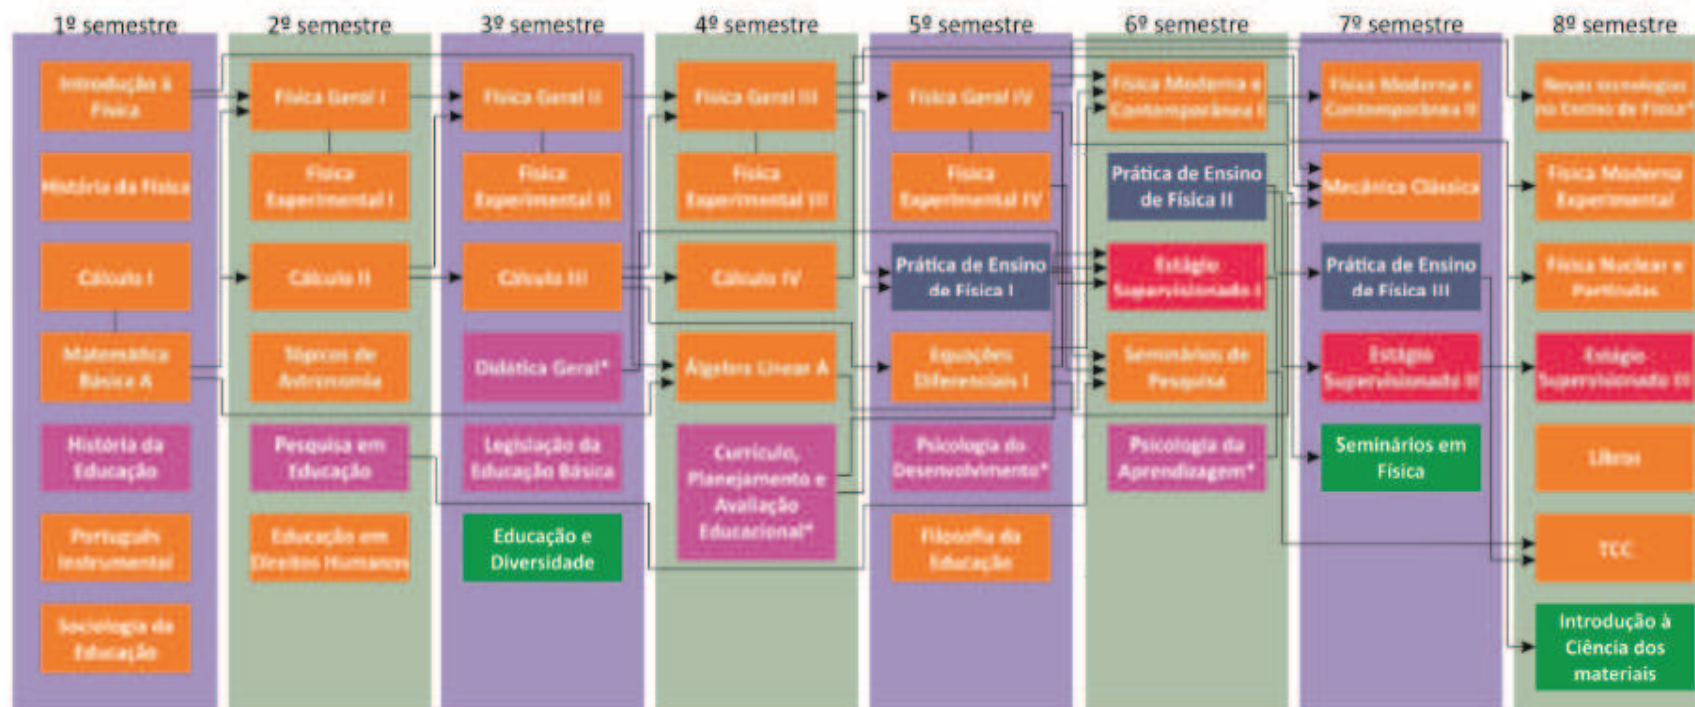 1º semestre
2º semestre
3º semestre
4º semestre
5º semestre
6º semestre
7º semestre
8º semestre
Introdução à
Física
História da Física
Cálculo I
Matemática
Básica A
História da
Educação
Português
Instrumental
Sociologia da
Educação
Física Geral I
Física
Experimental I
Cálculo II
Tópicos de
Astronomia
Pesquisa em
Educação
Educação em
Direitos Humanos
Física Geral II
Física
Experimental II
Cálculo III
Didática Geral*
Legislação da
Educação Básica
Educação e
Diversidade
Física Geral III
Física
Experimental III
Cálculo IV
Álgebra Linear A
Currículo,
Planejamento e
Avaliação
Educacional*
Física Geral IV
Física
Experimental IV
Prática de Ensino
de Física I
Equações
Diferenciais I
Psicologia do
Desenvolvimento*
Filosofia da
Educação
Física Moderna e
Contemporânea I
Prática de Ensino
de Física II
Estágio
Supervisionado I
Seminários de
Pesquisa
Psicologia da
Aprendizagem*
Física Moderna e
Contemporânea II
Mecânica Clássica
Prática de Ensino
de Física III
Estágio
Supervisionado II
Seminários em
Física
Novas tecnologias
no Ensino de Física*
Física Moderna
Experimental
Física Nuclear e
Partículas
Estágio
Supervisionado III
Libras
TCC
Introdução à
Ciência dos
materiais